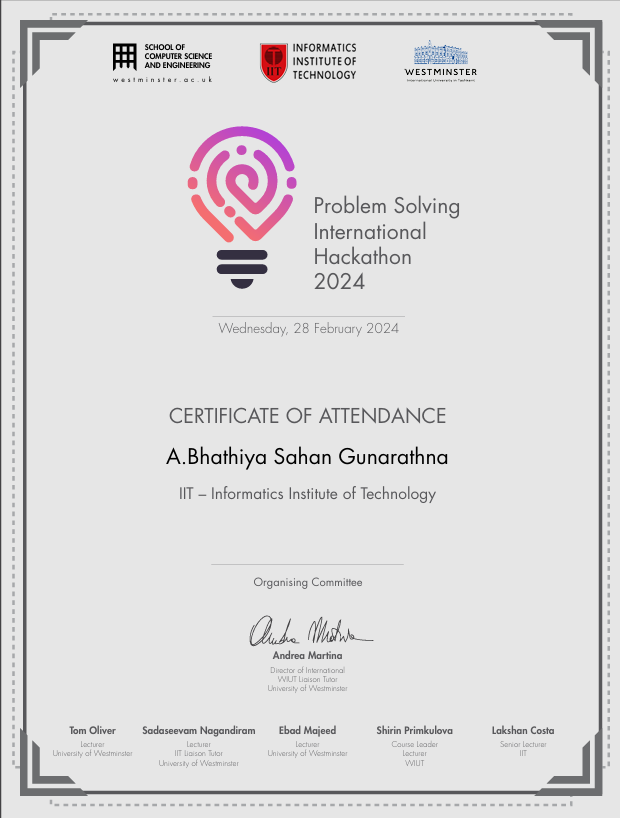 SCHOOL OF
COMPUTER SCIENCE
AND ENGINEERING
westminster.ac.uk
INFORMATICS
INSTITUTE OF
TECHNOLOGY
IIT
WESTMINSTER
International University in Tashkent
Problem Solving
International
Hackathon
2024
Wednesday, 28 February 2024
CERTIFICATE OF ATTENDANCE
A.Bhathiya Sahan Gunarathna
IIT – Informatics Institute of Technology
Organising Committee
Andrea Martina
Andrea Martina
Director of International
WIUT Liaison Tutor
University of Westminster
Tom Oliver
Lecturer
University of Westminster
Sadaseevam Nagandiram
Lecturer
IIT Liaison Tutor
University of Westminster
Ebad Majeed
Lecturer
University of Westminster
Shirin Primkulova
Course Leader
Lecturer
WIUT
Lakshan Costa
Senior Lecturer
IIT